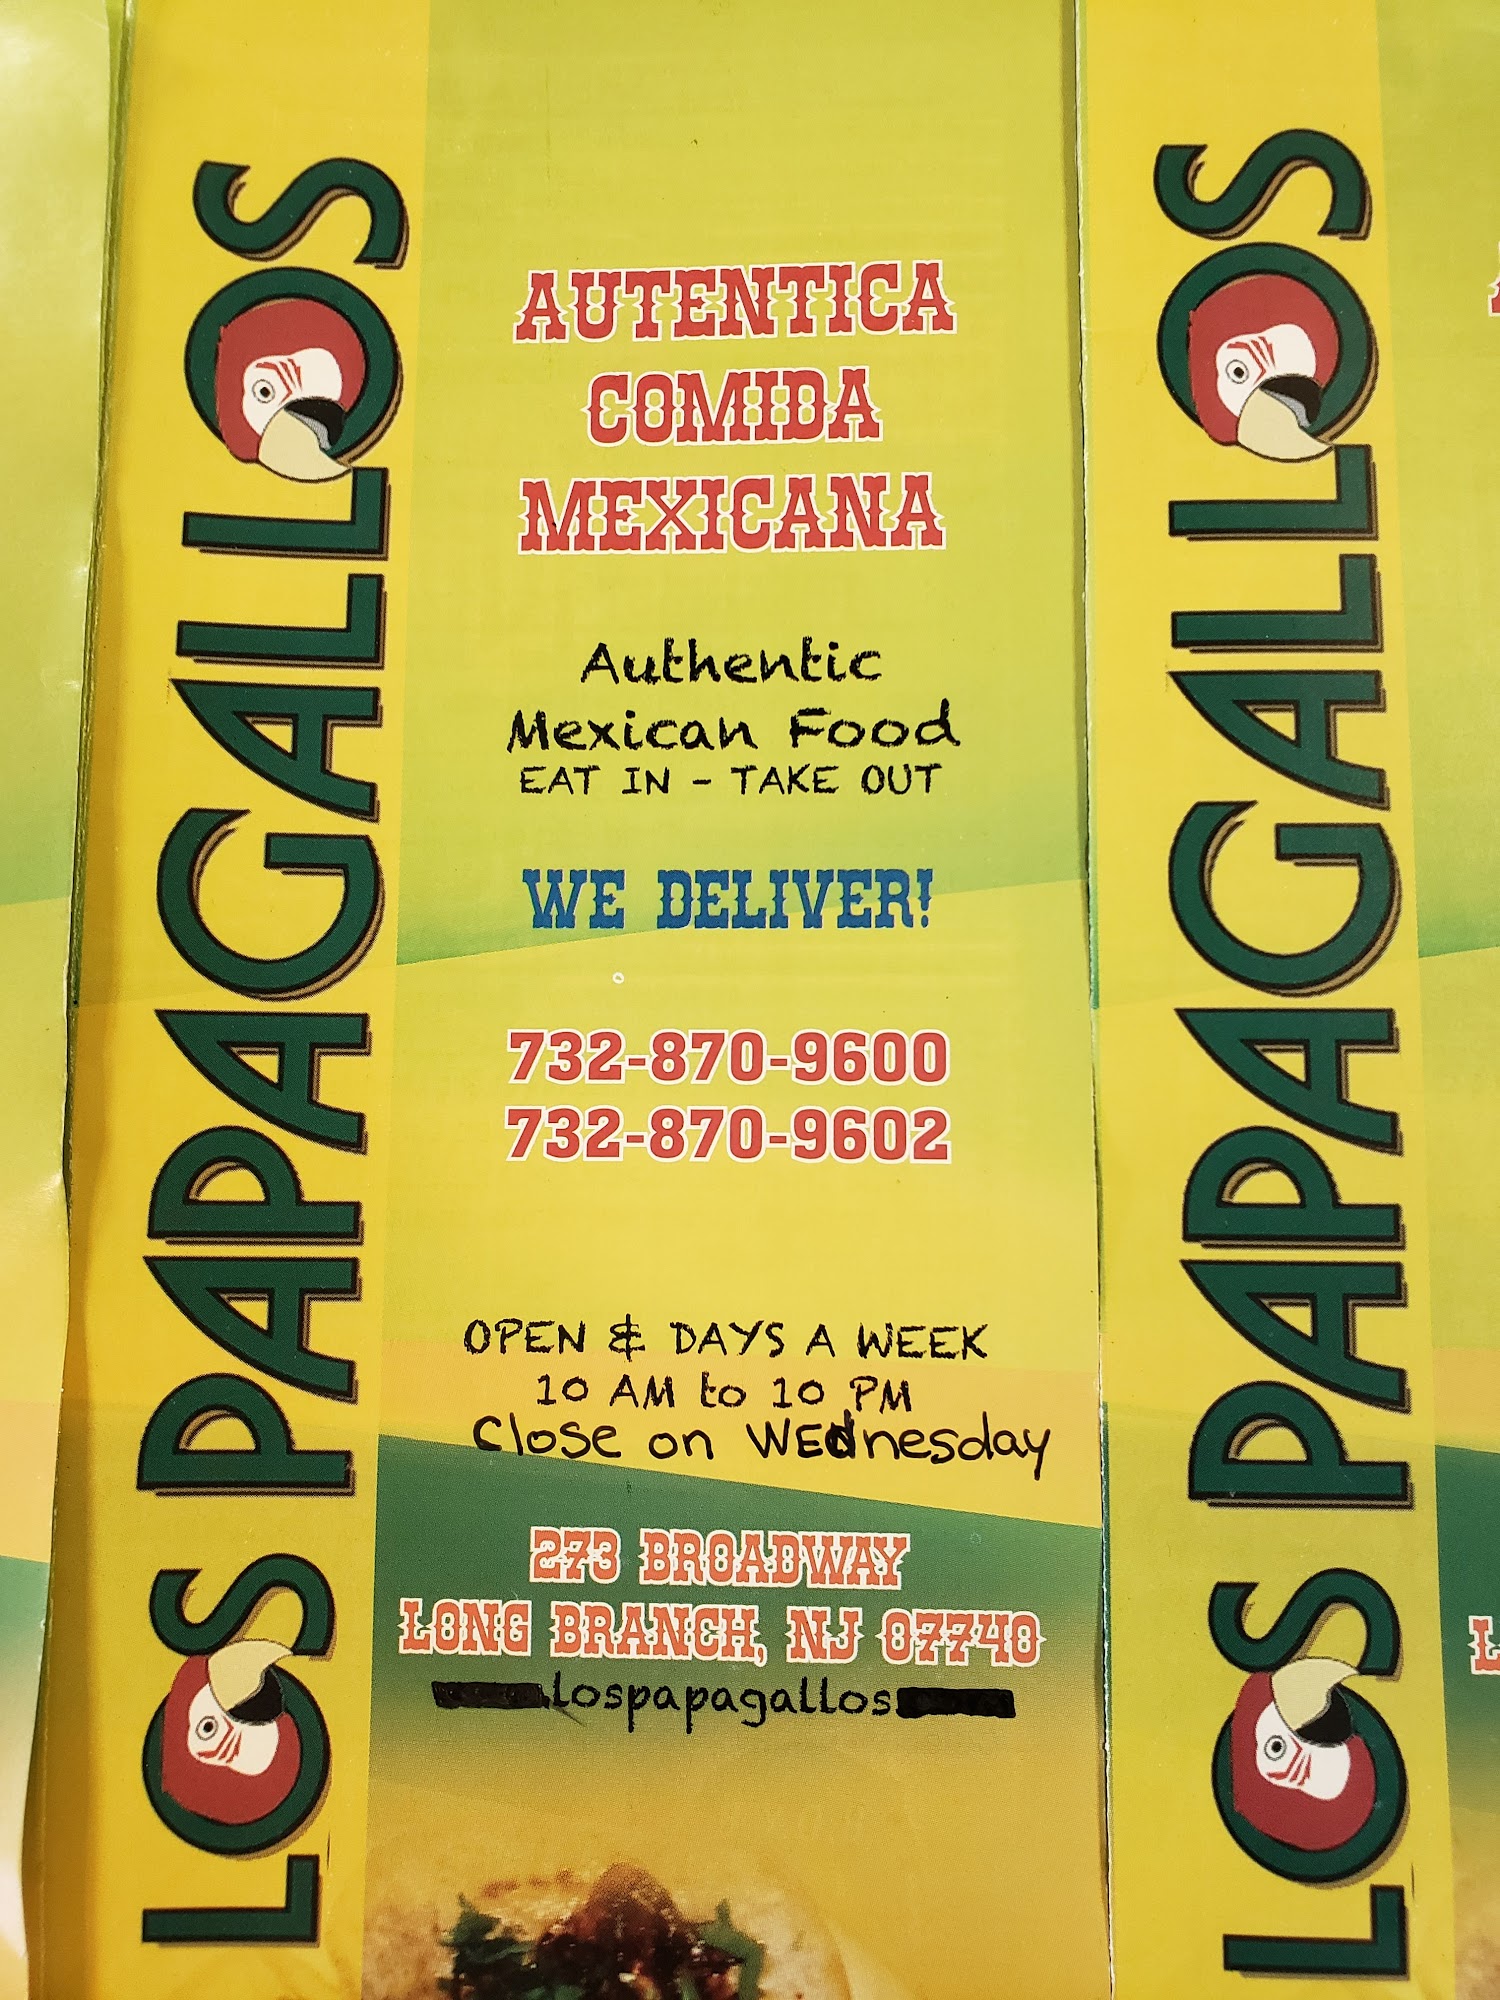 LOS PAPAGALLOS
AUTENTICA
COMIDA
MEXICANA
Authentic
Mexican Food
EAT IN - TAKE OUT
WE DELIVER!
732-870-9600
732-870-9602
OPEN & DAYS A WEEK
10 AM to 10 PM
Close on WEdnesday
273 BROADWAY
LONG BRANCH, NJ 07740
lospapagallos
LOS PAPAGALLOS